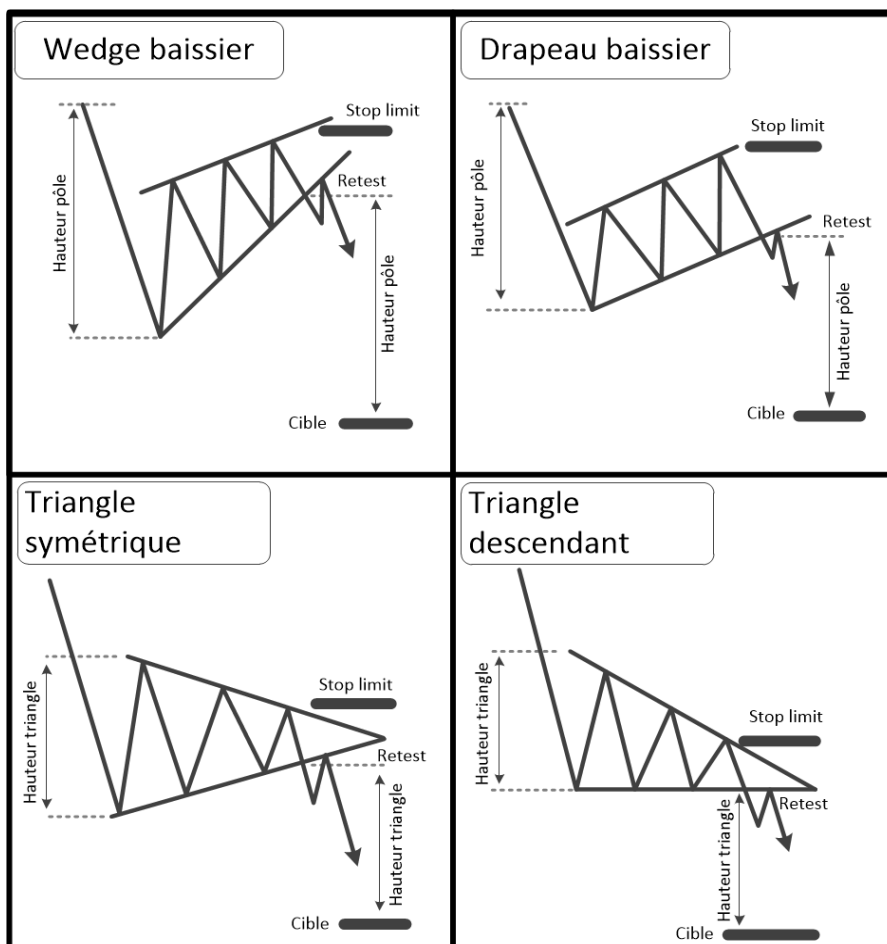 Wedge baissier
Stop limit
Hauteur pôle
Retest
Hauteur pôle
Cible
Drapeau baissier
Stop limit
Hauteur pôle
Retest
Hauteur pôle
Cible
Triangle
symétrique
Hauteur triangle
Stop limit
Retest
Hauteur triangle
Cible
Triangle
descendant
Hauteur triangle
Stop limit
Retest
Hauteur triangle
Cible